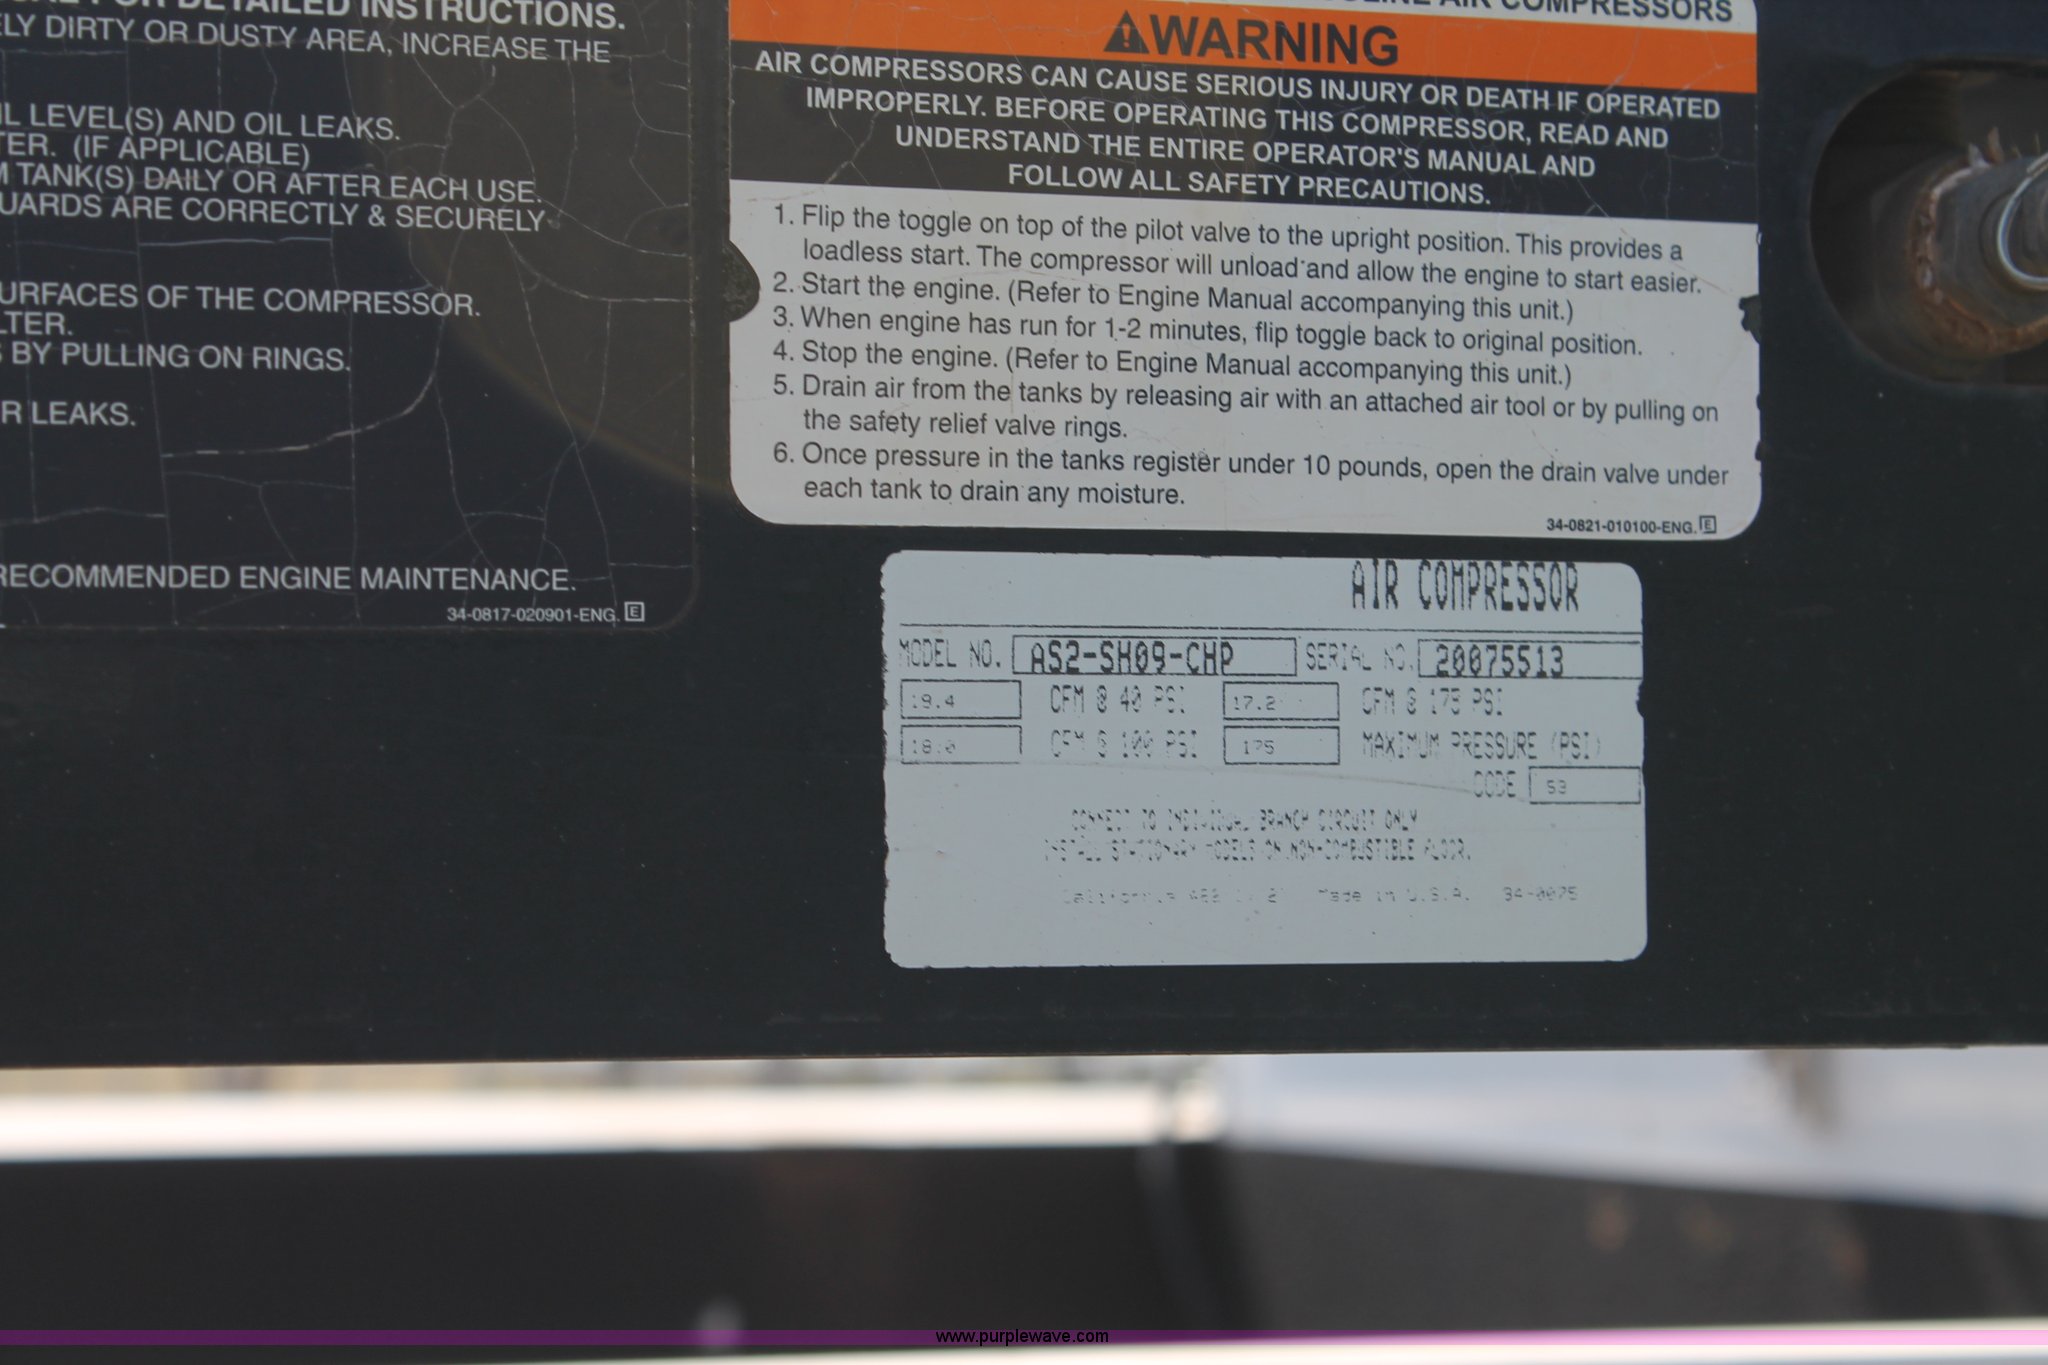 FOR DETAILED INSTRUCTIONS.
LY DIRTY OR DUSTY AREA, INCREASE THE
IL LEVEL(S) AND OIL LEAKS.
TER. (IF APPLICABLE)
TANK(S) DAILY OR AFTER EACH USE.
UARDS ARE CORRECTLY & SECURELY
URFACES OF THE COMPRESSOR.
LTER.
BY PULLING ON RINGS.
R LEAKS.
RECOMMENDED ENGINE MAINTENANCE.
34-0817-020901-ENG. E
AIR COMPRESSORS
WARNING
AIR COMPRESSORS CAN CAUSE SERIOUS INJURY OR DEATH IF OPERATED
IMPROPERLY. BEFORE OPERATING THIS COMPRESSOR, READ AND
UNDERSTAND THE ENTIRE OPERATOR'S MANUAL AND
FOLLOW ALL SAFETY PRECAUTIONS.
1. Flip the toggle on top of the pilot valve to the upright position. This provides a
loadless start. The compressor will unload and allow the engine to start easier.
2. Start the engine. (Refer to Engine Manual accompanying this unit.)
3. When engine has run for 1-2 minutes, flip toggle back to original position.
4. Stop the engine. (Refer to Engine Manual accompanying this unit.)
5. Drain air from the tanks by releasing air with an attached air tool or by pulling on
the safety relief valve rings.
6. Once pressure in the tanks register under 10 pounds, open the drain valve under
each tank to drain any moisture.
34-0821-010100-ENG. E
AIR COMPRESSOR
MODEL NO. AS2-SH09-CHP SERIAL NO. 20075513
19.4 CFM @ 40 PSI 17.2 CFM @ 175 PSI
18.0 CFM @ 100 PSI 175 MAXIMUM PRESSURE (PSI)
CODE 53
CONNECT TO INDIVIDUAL BRANCH CIRCUIT ONLY
INSTALL STATIONARY MODELS ON NON-COMBUSTIBLE FLOOR.
Made in U.S.A. 34-0075
www.purplewave.com